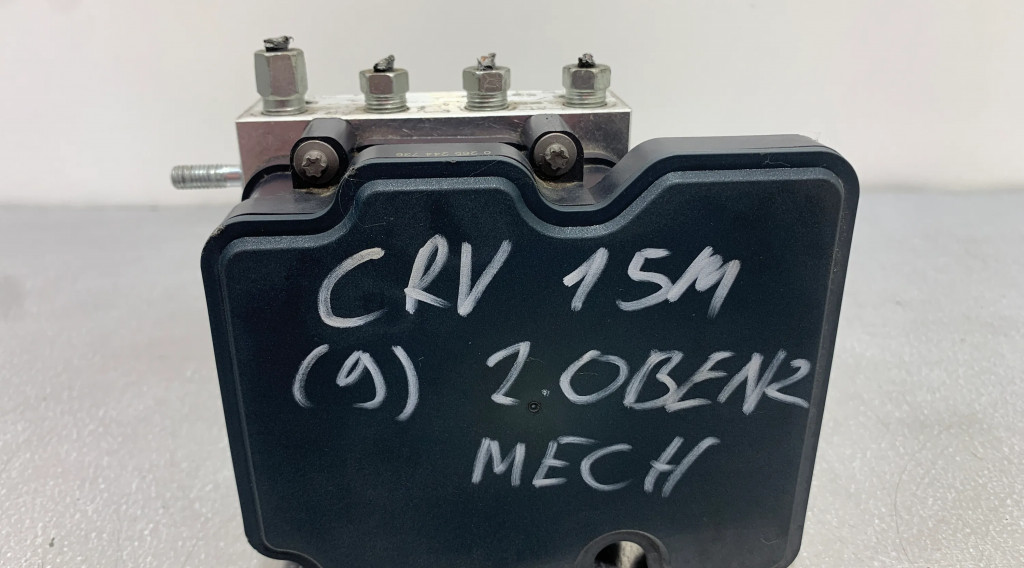 CRV 15M
(9) 2.0BENZ
MECH